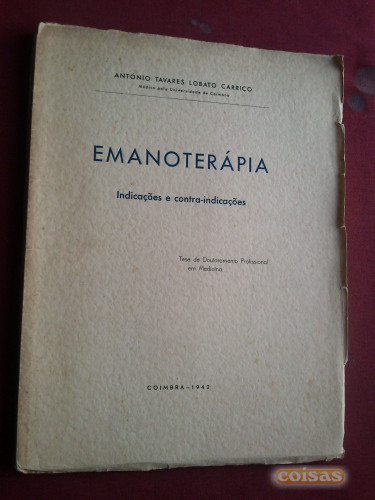 ANTÓNIO TAVARES LOBATO CARRIÇO
Médico pela Universidade de Coimbra
EMANOTERÁPIA
Indicações e contra-indicações
Tese de Doutoramento Profissional
em Medicina
COIMBRA-1942
coisas